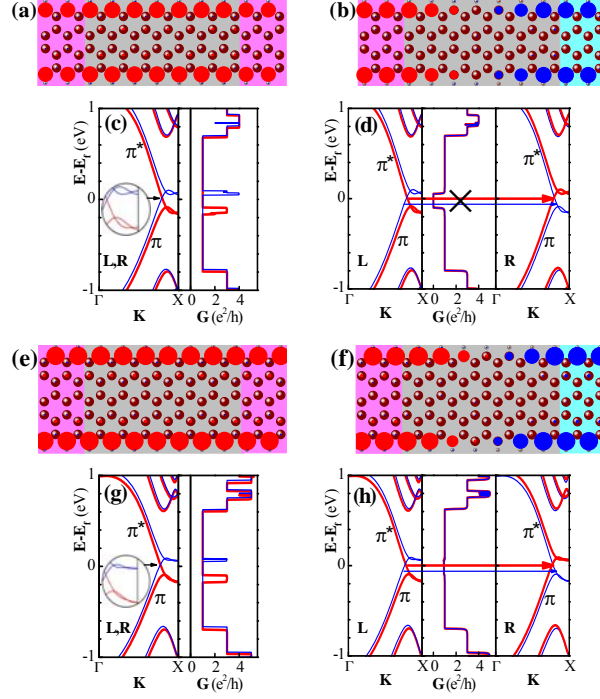 (a)
(b)
(c)
(d)
E-E_f (eV)
1
0
-1
π*
π
L,R
Γ
K
X
0 2 4
G(e²/h)
1
0
-1
π*
π
L
Γ
K
X
0 2 4
G(e²/h)
E-E_f (eV)
π*
π
R
Γ
K
X
(e)
(f)
(g)
(h)
E-E_f (eV)
1
0
-1
π*
π
L,R
Γ
K
X
0 2 4
G(e²/h)
E-E_f (eV)
1
0
-1
π*
π
L
Γ
K
X
0 2 4
G(e²/h)
π*
π
R
Γ
K
X